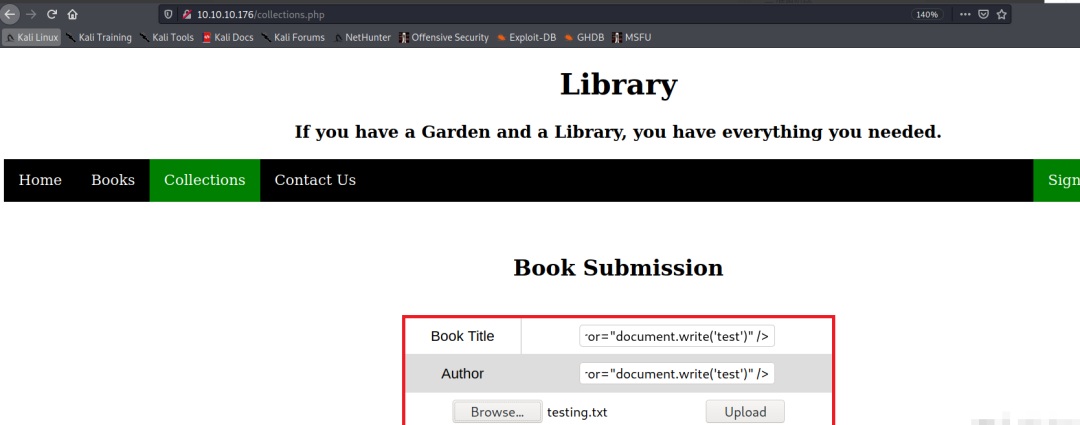 10.10.10.176/collections.php 140%
Kali Linux Kali Training Kali Tools Kali Docs Kali Forums NetHunter Offensive Security Exploit-DB GHDB MSFU
Library
If you have a Garden and a Library, you have everything you needed.
Home Books Collections Contact Us Sign
Book Submission
Book Title ror="document.write('test')" />
Author ror="document.write('test')" />
Browse... testing.txt Upload